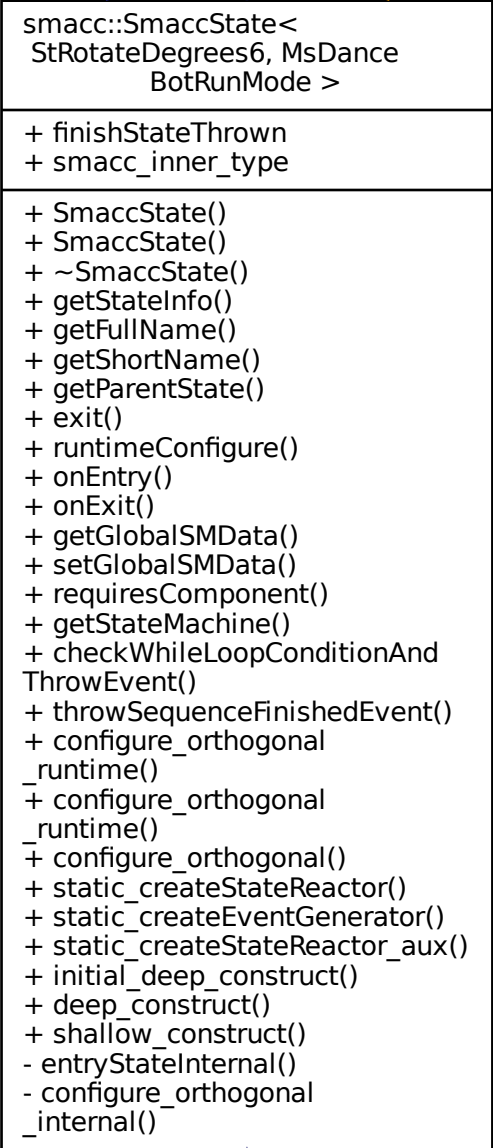 smacc::SmaccState<
StRotateDegrees6, MsDance
BotRunMode >
+ finishStateThrown
+ smacc_inner_type
+ SmaccState()
+ SmaccState()
+ ~SmaccState()
+ getStateInfo()
+ getFullName()
+ getShortName()
+ getParentState()
+ exit()
+ runtimeConfigure()
+ onEntry()
+ onExit()
+ getGlobalSMData()
+ setGlobalSMData()
+ requiresComponent()
+ getStateMachine()
+ checkWhileLoopConditionAnd
ThrowEvent()
+ throwSequenceFinishedEvent()
+ configure_orthogonal
_runtime()
+ configure_orthogonal
_runtime()
+ configure_orthogonal()
+ static_createStateReactor()
+ static_createEventGenerator()
+ static_createStateReactor_aux()
+ initial_deep_construct()
+ deep_construct()
+ shallow_construct()
- entryStateInternal()
- configure_orthogonal
_internal()